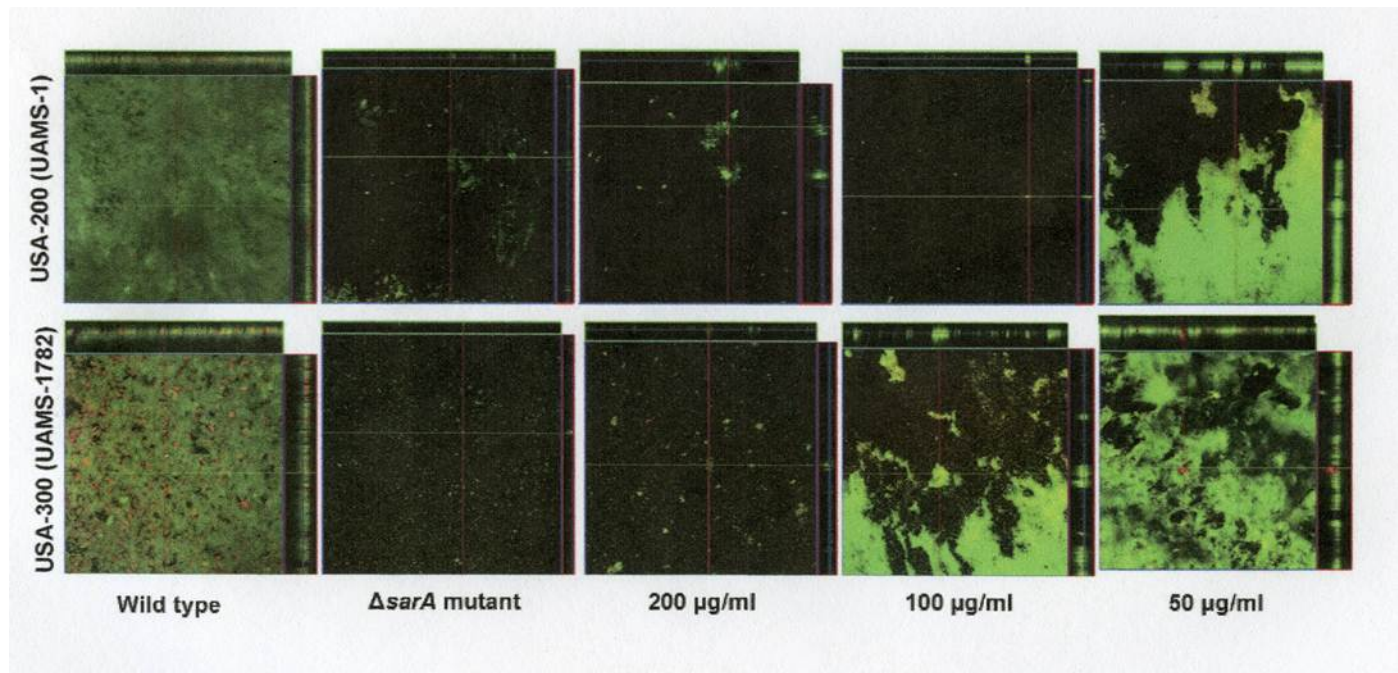 USA-200 (UAMS-1)
USA-300 (UAMS-1782)
Wild type
ΔsarA mutant
200 µg/ml
100 µg/ml
50 µg/ml